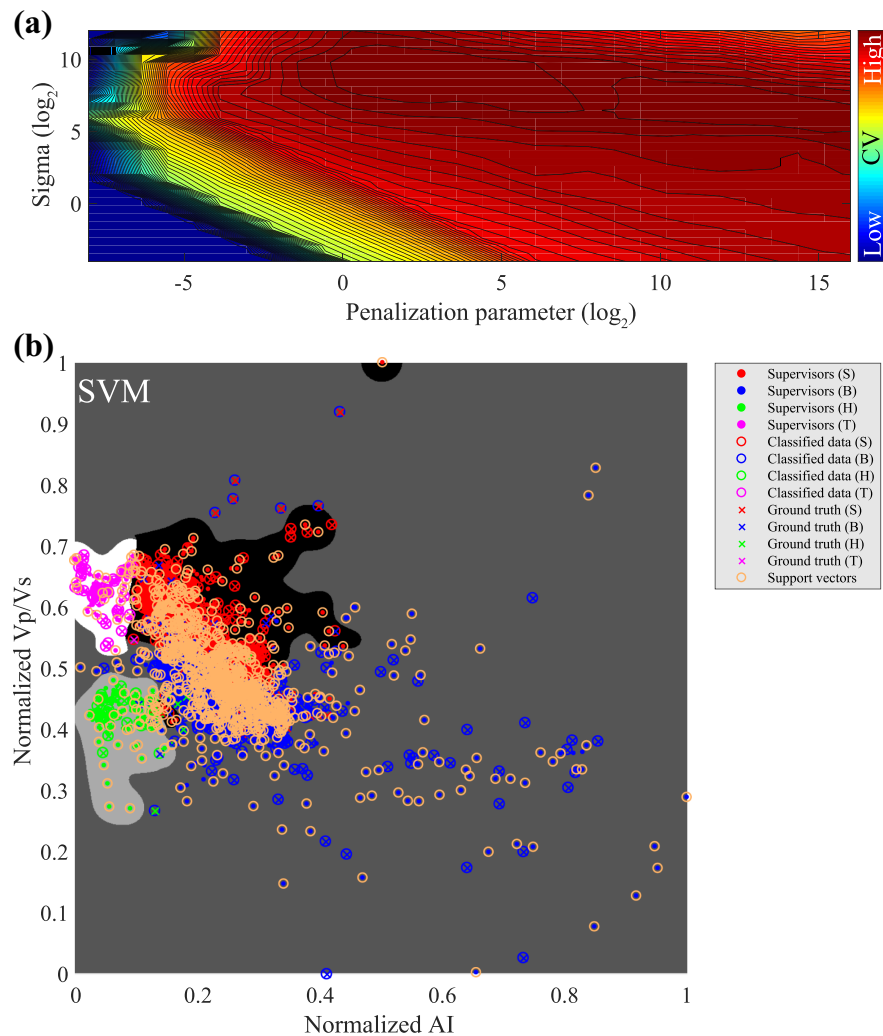 (a)
10
5
0
Sigma (log2)
-5
0
5
10
15
Penalization parameter (log2)
High
CV
Low
(b)
SVM
1
0.9
0.8
0.7
0.6
0.5
0.4
0.3
0.2
0.1
0
Normalized Vp/Vs
0
0.2
0.4
0.6
0.8
1
Normalized AI
Supervisors (S)
Supervisors (B)
Supervisors (H)
Supervisors (T)
Classified data (S)
Classified data (B)
Classified data (H)
Classified data (T)
Ground truth (S)
Ground truth (B)
Ground truth (H)
Ground truth (T)
Support vectors